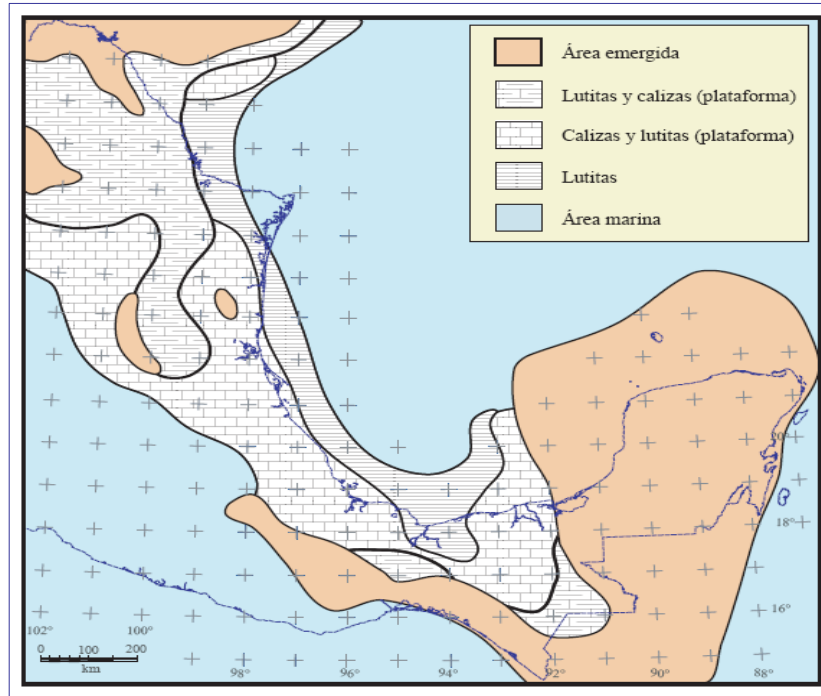 Área emergida
Lutitas y calizas (plataforma)
Calizas y lutitas (plataforma)
Lutitas
Área marina
20°
18°
16°
102°
100°
0 100 200
km
98°
96°
94°
92°
90°
88°